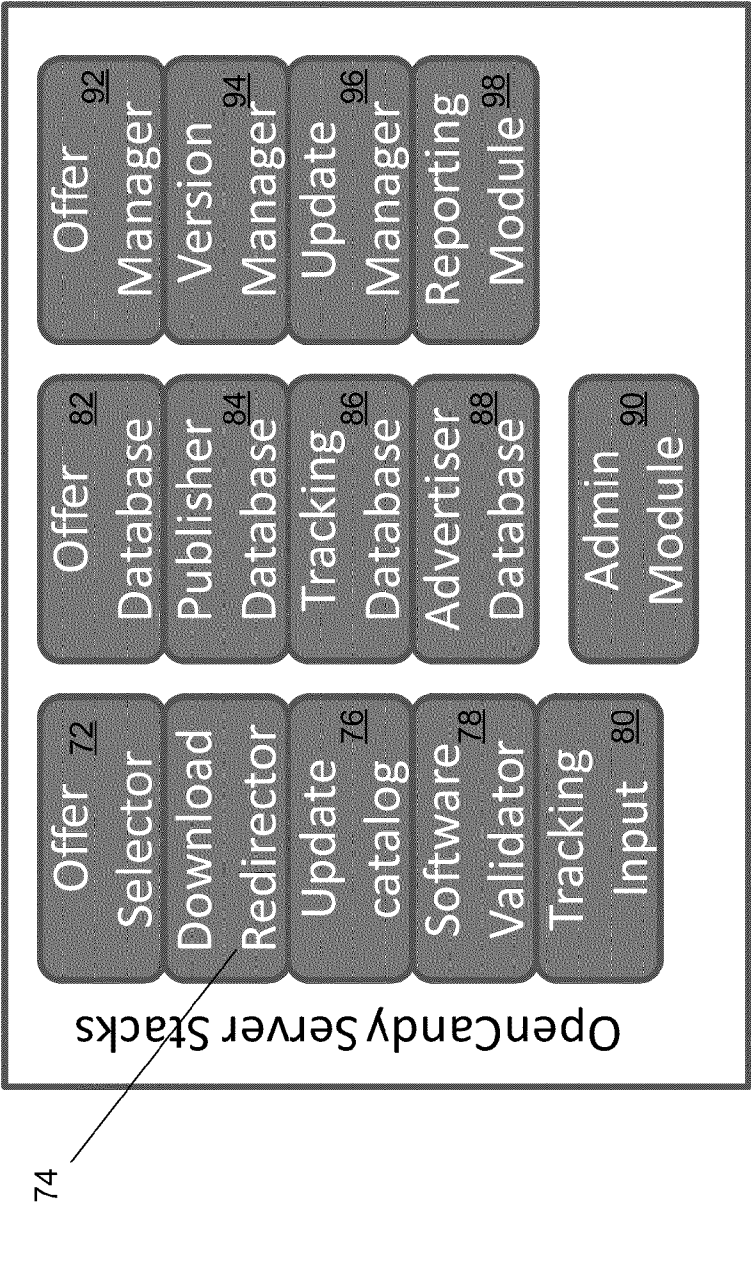 OpenCandy Server Stacks
Offer
Selector
72
Download
Redirector
74
Update
catalog
76
Software
Validator
78
Tracking
Input
80
Offer
Database
82
Publisher
Database
84
Tracking
Database
86
Advertiser
Database
88
Admin
Module
90
Offer
Manager
92
Version
Manager
94
Update
Manager
96
Reporting
Module
98